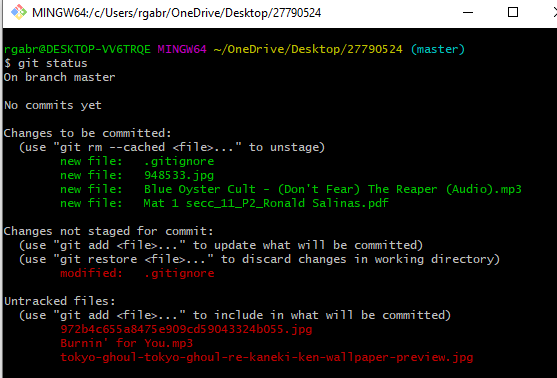 MINGW64:/c/Users/rgabr/OneDrive/Desktop/27790524
rgabr@DESKTOP-VV6TRQE MINGW64 ~/OneDrive/Desktop/27790524 (master)
$ git status
On branch master
No commits yet
Changes to be committed:
(use "git rm --cached <file>..." to unstage)
new file:   .gitignore
new file:   948533.jpg
new file:   Blue Oyster Cult - (Don't Fear) The Reaper (Audio).mp3
new file:   Mat 1 secc_11_P2_Ronald Salinas.pdf
Changes not staged for commit:
(use "git add <file>..." to update what will be committed)
(use "git restore <file>..." to discard changes in working directory)
modified:   .gitignore
Untracked files:
(use "git add <file>..." to include in what will be committed)
972b4c655a8475e909cd59043324b055.jpg
Burnin' for You.mp3
tokyo-ghoul-tokyo-ghoul-re-kaneki-ken-wallpaper-preview.jpg